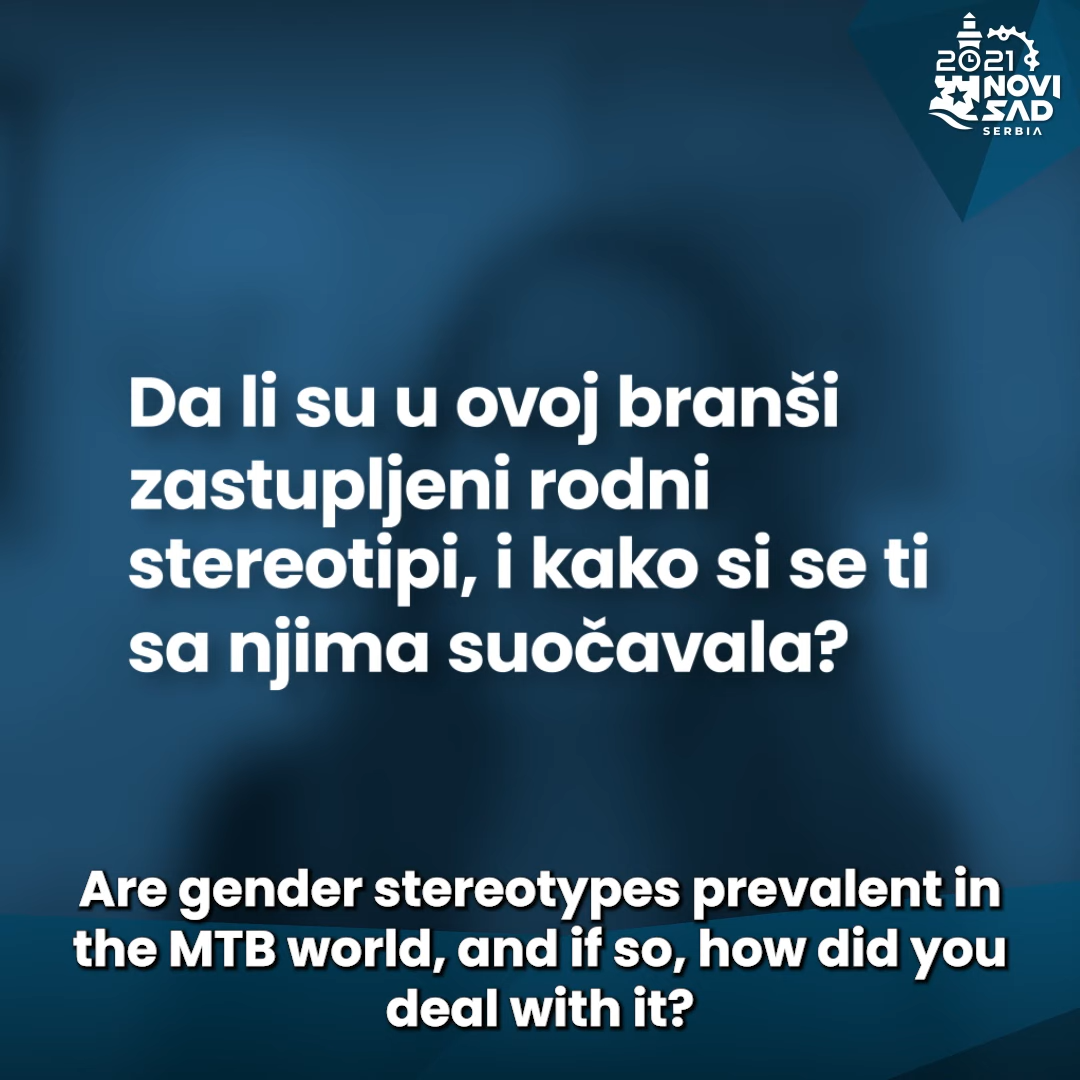 2021
NOVI
SAD
SERBIA
Da li su u ovoj branši
zastupljeni rodni
stereotipi, i kako si se ti
sa njima suočavala?
Are gender stereotypes prevalent in
the MTB world, and if so, how did you
deal with it?